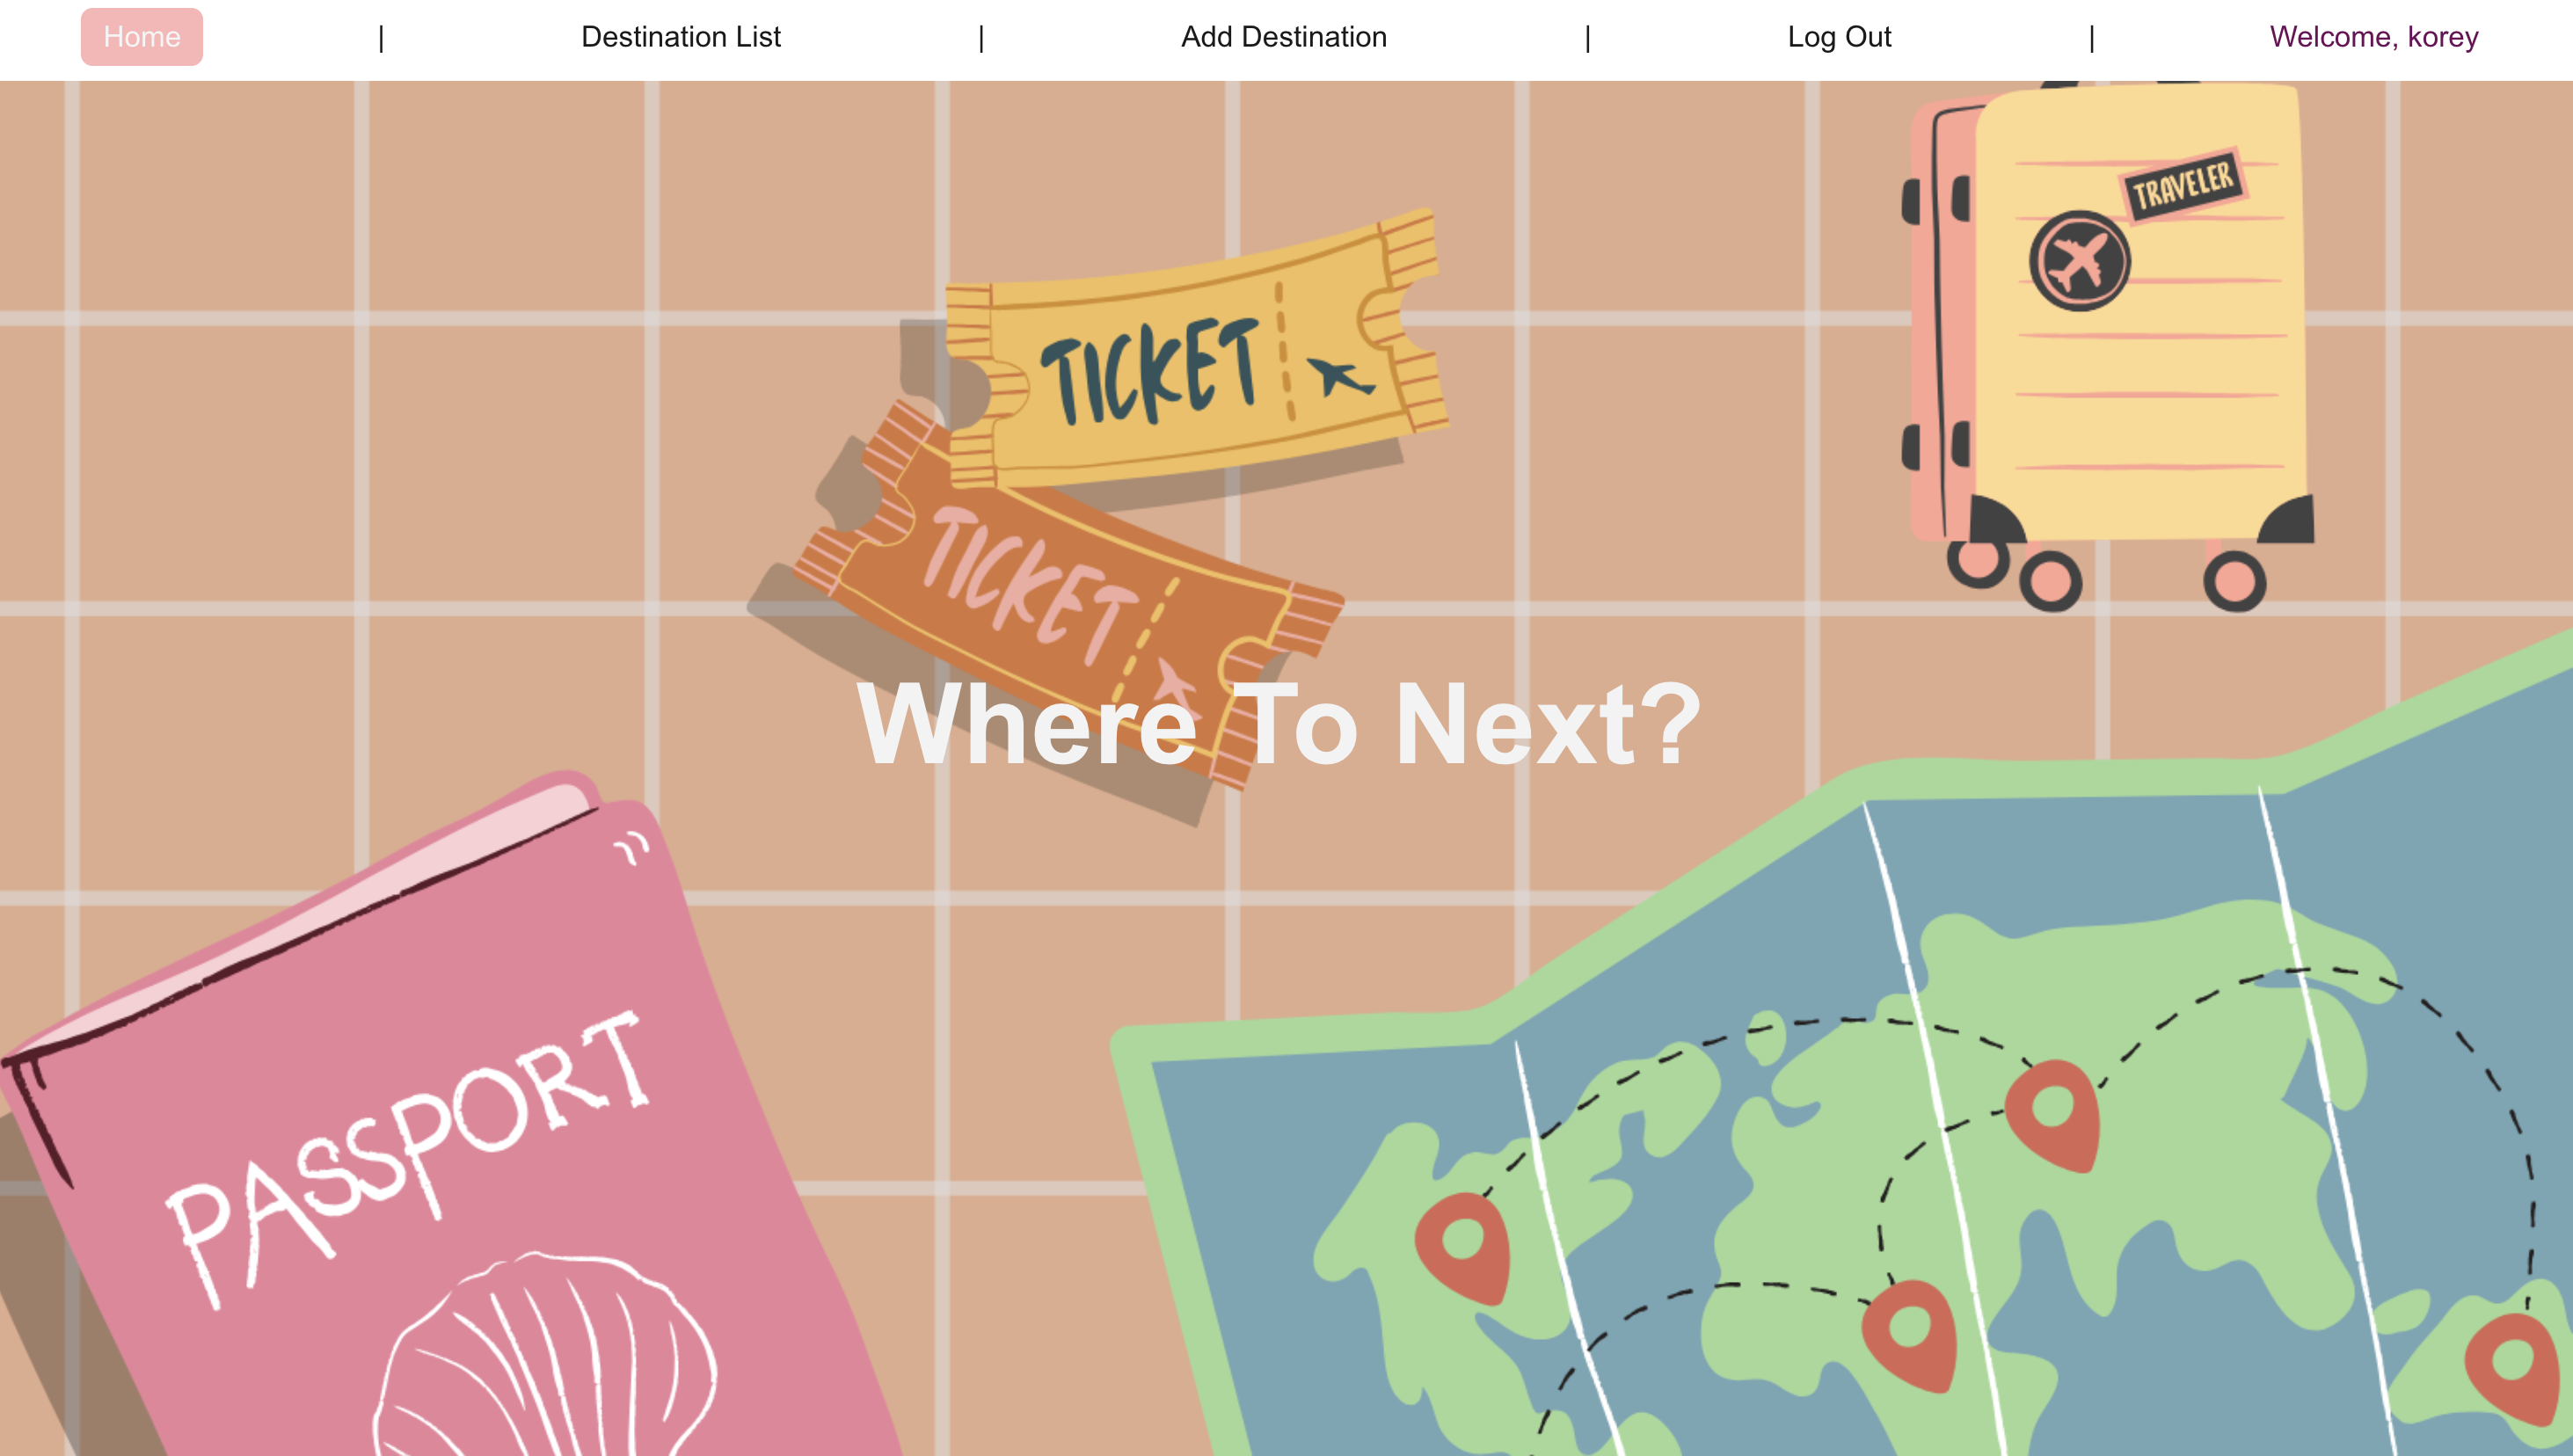 Home | Destination List | Add Destination | Log Out | Welcome, korey
TRAVELER
TICKET
TICKET
Where To Next?
PASSPORT